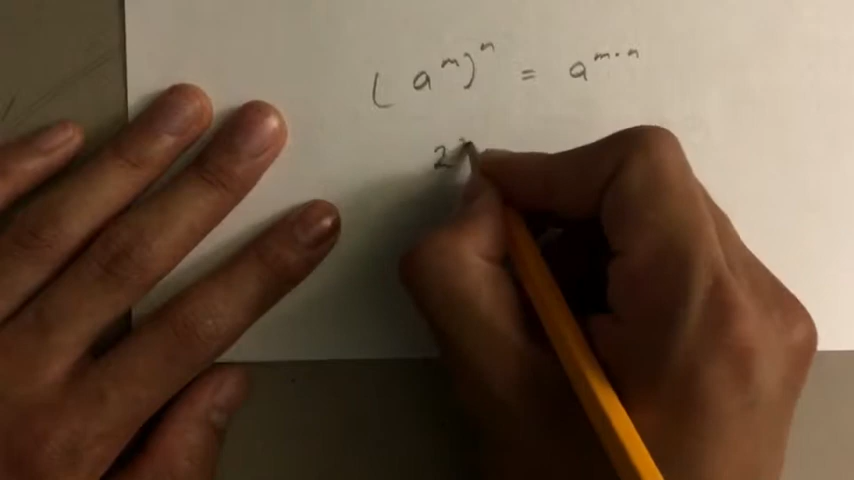 (a^m)^n = a^{m·n}
2